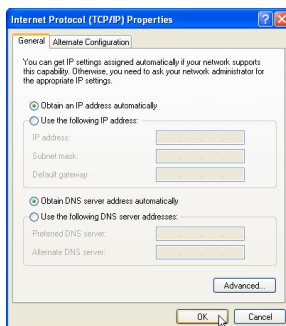 Internet Protocol (TCP/IP) Properties
General
Alternate Configuration
You can get IP settings assigned automatically if your network supports
this capability. Otherwise, you need to ask your network administrator for
the appropriate IP settings.
Obtain an IP address automatically
Use the following IP address:
IP address:
Subnet mask:
Default gateway:
Obtain DNS server address automatically
Use the following DNS server addresses:
Preferred DNS server:
Alternate DNS server:
Advanced...
OK
Cancel